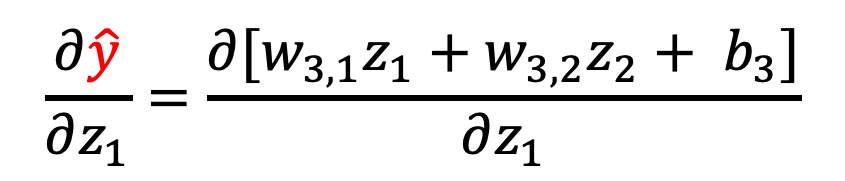 ∂ŷ/∂z₁ = ∂[w₃,₁z₁ + w₃,₂z₂ + b₃]/∂z₁